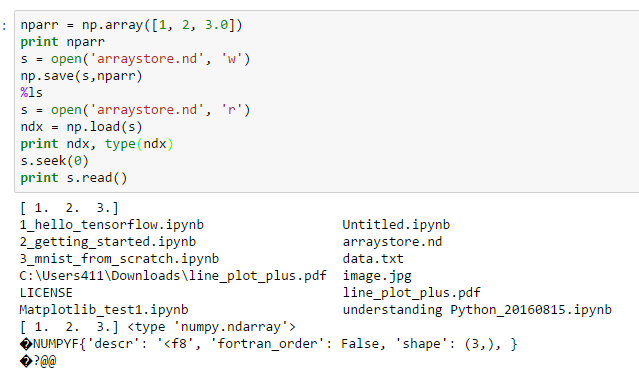 :
nparr = np.array([1, 2, 3.0])
print nparr
s = open('arraystore.nd', 'w')
np.save(s,nparr)
%ls
s = open('arraystore.nd', 'r')
ndx = np.load(s)
print ndx, type(ndx)
s.seek(0)
print s.read()
[ 1.  2.  3.]
1_hello_tensorflow.ipynb Untitled.ipynb
2_getting_started.ipynb arraystore.nd
3_mnist_from_scratch.ipynb data.txt
C:\Users411\Downloads\line_plot_plus.pdf image.jpg
LICENSE line_plot_plus.pdf
Matplotlib_test1.ipynb understanding Python_20160815.ipynb
[ 1.  2.  3.] <type 'numpy.ndarray'>
�NUMPYF{'descr': '<f8', 'fortran_order': False, 'shape': (3,), }
�?@@